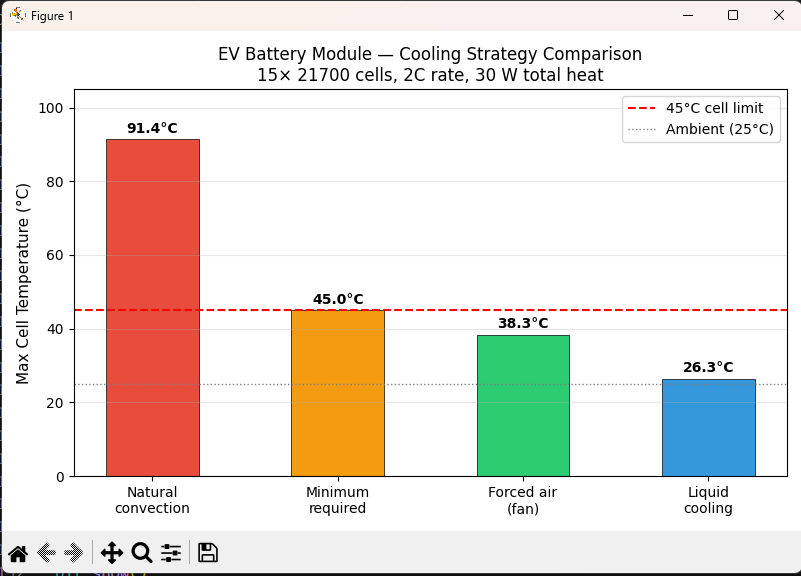 Figure 1
EV Battery Module — Cooling Strategy Comparison
15× 21700 cells, 2C rate, 30 W total heat
45°C cell limit
Ambient (25°C)
Max Cell Temperature (°C)
100
80
60
40
20
0
91.4°C
45.0°C
38.3°C
26.3°C
Natural
convection
Minimum
required
Forced air
(fan)
Liquid
cooling